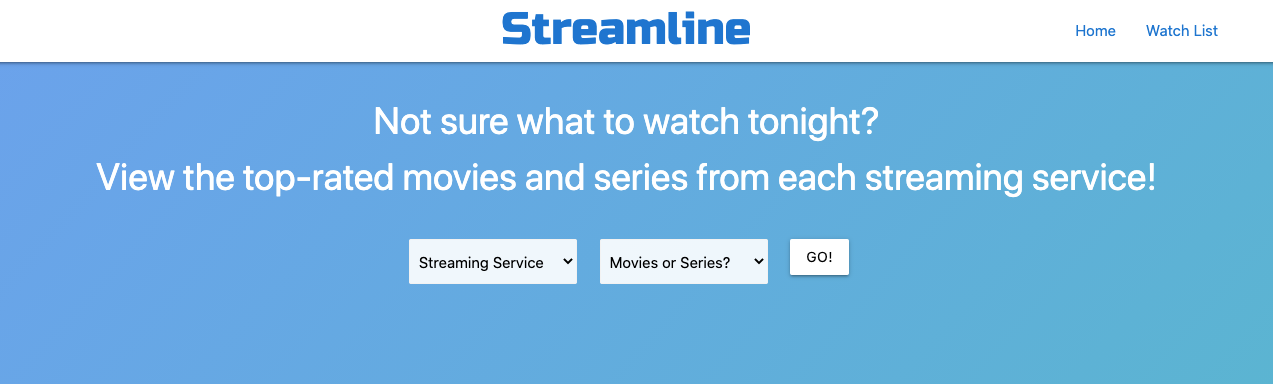 Streamline
Home Watch List
Not sure what to watch tonight?
View the top-rated movies and series from each streaming service!
Streaming Service Movies or Series? GO!